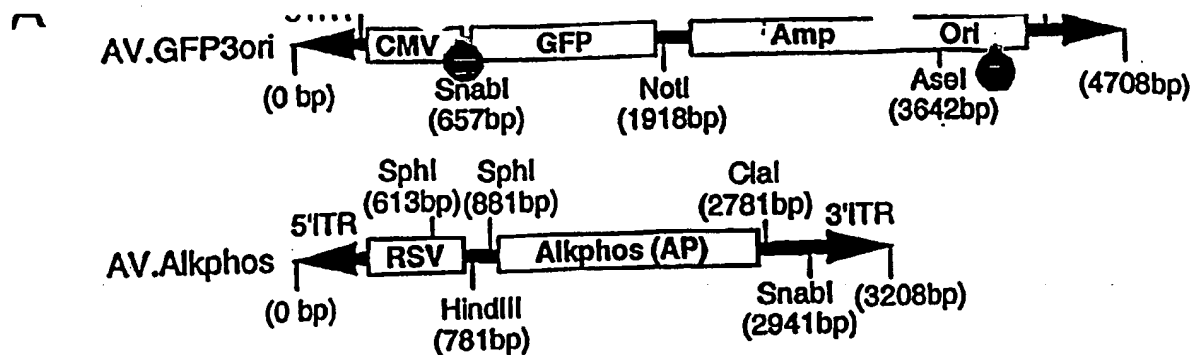 A
AV.GFP3ori CMV GFP Amp Ori
(0 bp) SnabI (657bp) NotI (1918bp) AseI (3642bp) (4708bp)
SphI (613bp) SphI (881bp) ClaI (2781bp)
5'ITR 3'ITR
AV.Alkphos RSV Alkphos (AP)
(0 bp) HindIII (781bp) SnabI (2941bp) (3208bp)